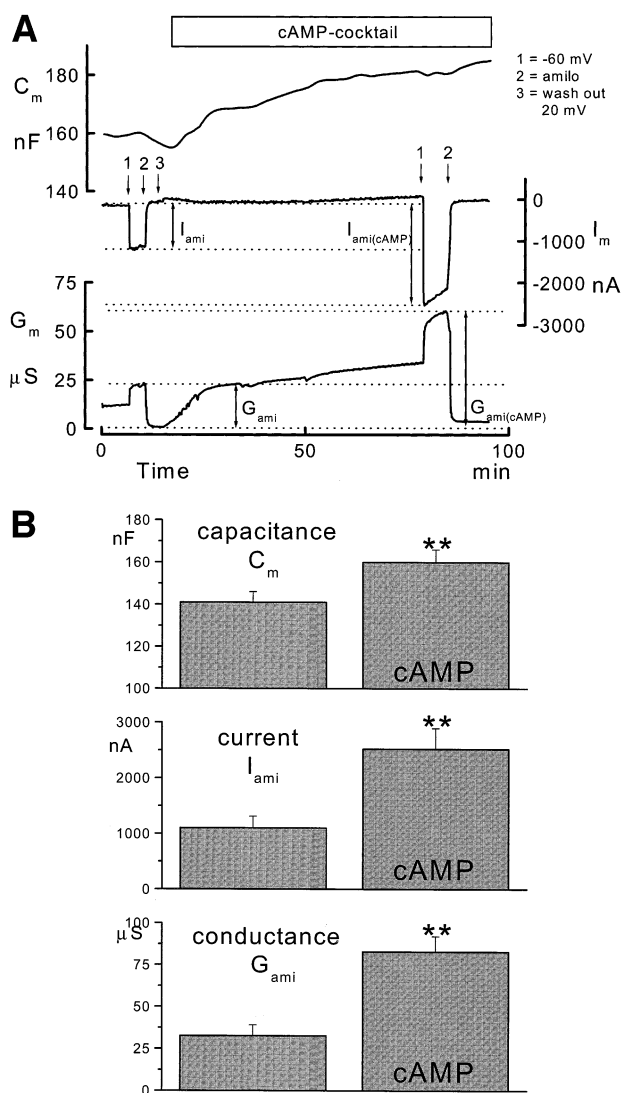 A
cAMP-cocktail
1 = -60 mV
2 = amilo
3 = wash out
20 mV
C m
nF
180
160
140
1 2 3
1 2
I ami
I ami(cAMP)
0
-1000
-2000
-3000
I m
nA
75
50
25
0
G m
μS
G ami
G ami(cAMP)
0 50 100
Time min
B
nF
180
160
140
120
100
capacitance
C m
**
cAMP
nA
3000
2000
1000
0
current
I ami
**
cAMP
μS
100
75
50
25
0
conductance
G ami
**
cAMP